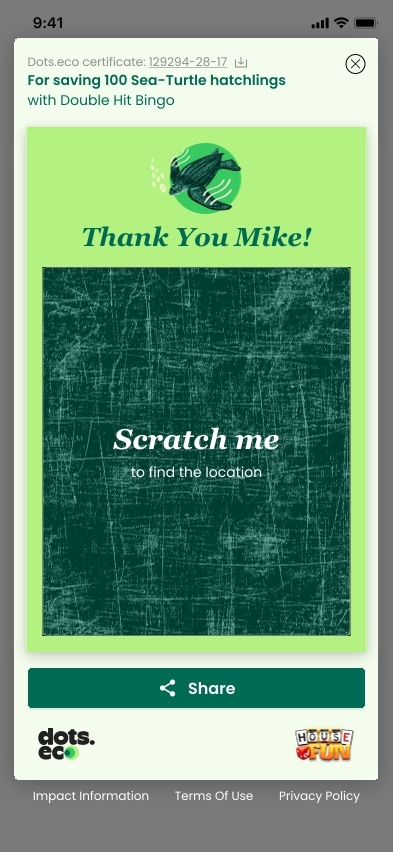 9:41
Dots.eco certificate: 129294-28-17
For saving 100 Sea-Turtle hatchlings
with Double Hit Bingo
Thank You Mike!
Scratch me
to find the location
Share
dots.
eco
HOUSE
OF
FUN
Impact Information
Terms Of Use
Privacy Policy